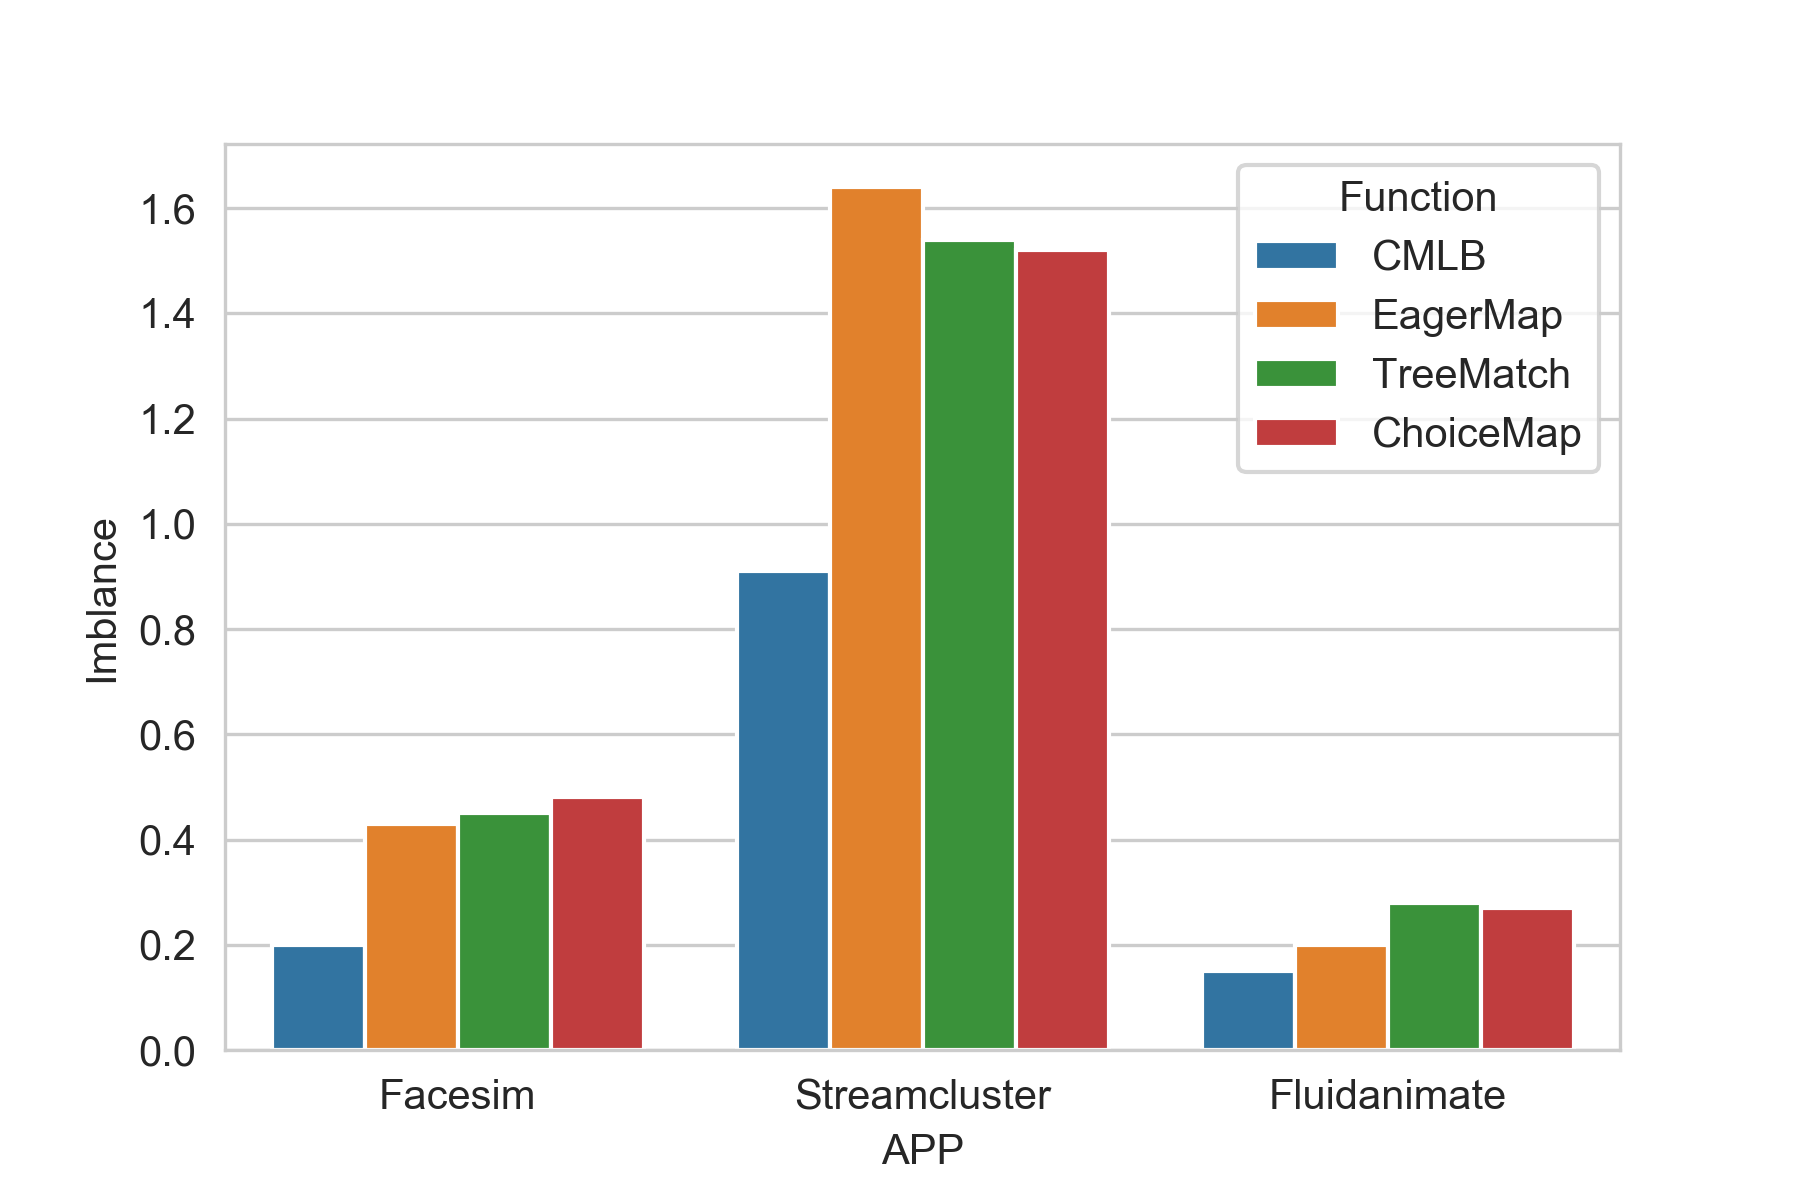 1.6
1.4
1.2
1.0
0.8
0.6
0.4
0.2
0.0
Imblance
Function
CMLB
EagerMap
TreeMatch
ChoiceMap
Facesim
Streamcluster
Fluidanimate
APP